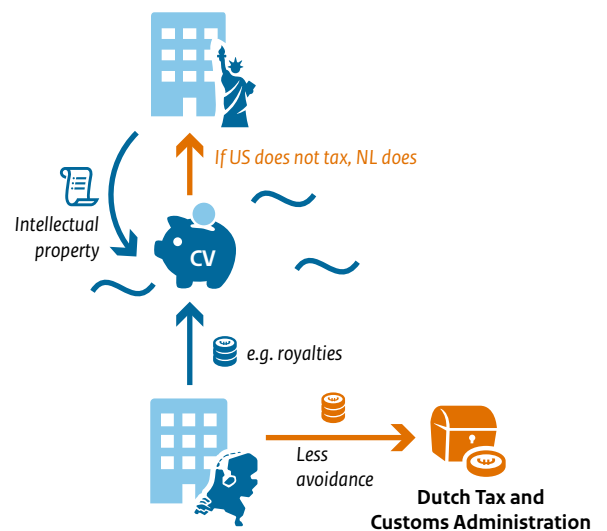 If US does not tax, NL does
Intellectual
property
CV
e.g. royalties
Less
avoidance
Dutch Tax and
Customs Administration